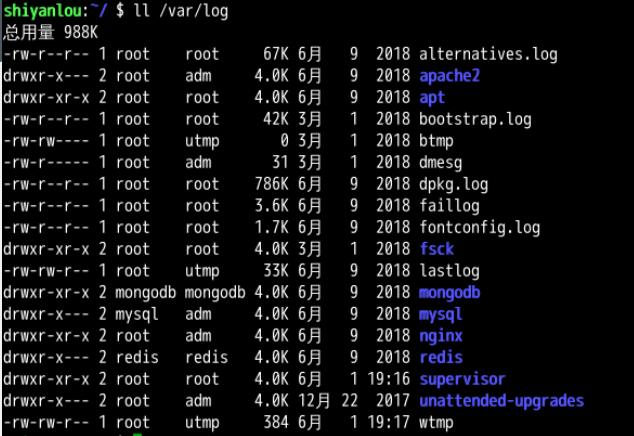 shiyanlou:~/ $ ll /var/log
总用量 988K
-rw-r--r-- 1 root    root     67K 6月   9  2018 alternatives.log
drwxr-x--- 2 root    adm     4.0K 6月   9  2018 apache2
drwxr-xr-x 2 root    root    4.0K 6月   9  2018 apt
-rw-r--r-- 1 root    root     42K 3月   1  2018 bootstrap.log
-rw-rw---- 1 root    utmp       0 3月   1  2018 btmp
-rw-r----- 1 root    adm       31 3月   1  2018 dmesg
-rw-r--r-- 1 root    root    786K 6月   9  2018 dpkg.log
-rw-r--r-- 1 root    root    3.6K 6月   9  2018 faillog
-rw-r--r-- 1 root    root    1.7K 6月   9  2018 fontconfig.log
drwxr-xr-x 2 root    root    4.0K 3月   1  2018 fsck
-rw-rw-r-- 1 root    utmp     33K 6月   9  2018 lastlog
drwxr-xr-x 2 mongodb mongodb 4.0K 6月   9  2018 mongodb
drwxr-x--- 2 mysql   adm     4.0K 6月   9  2018 mysql
drwxr-xr-x 2 root    adm     4.0K 6月   9  2018 nginx
drwxr-x--- 2 redis   redis   4.0K 6月   9  2018 redis
drwxr-xr-x 2 root    root    4.0K 6月   1 19:16 supervisor
drwxr-x--- 2 root    adm     4.0K 12月 22  2017 unattended-upgrades
-rw-rw-r-- 1 root    utmp     384 6月   1 19:17 wtmp